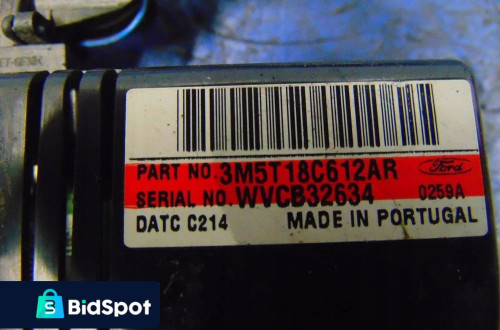 PART NO. 3M5T18C612AR
Ford
SERIAL NO. WVCB32634
0259A
DATC C214
MADE IN PORTUGAL
S
BidSpot